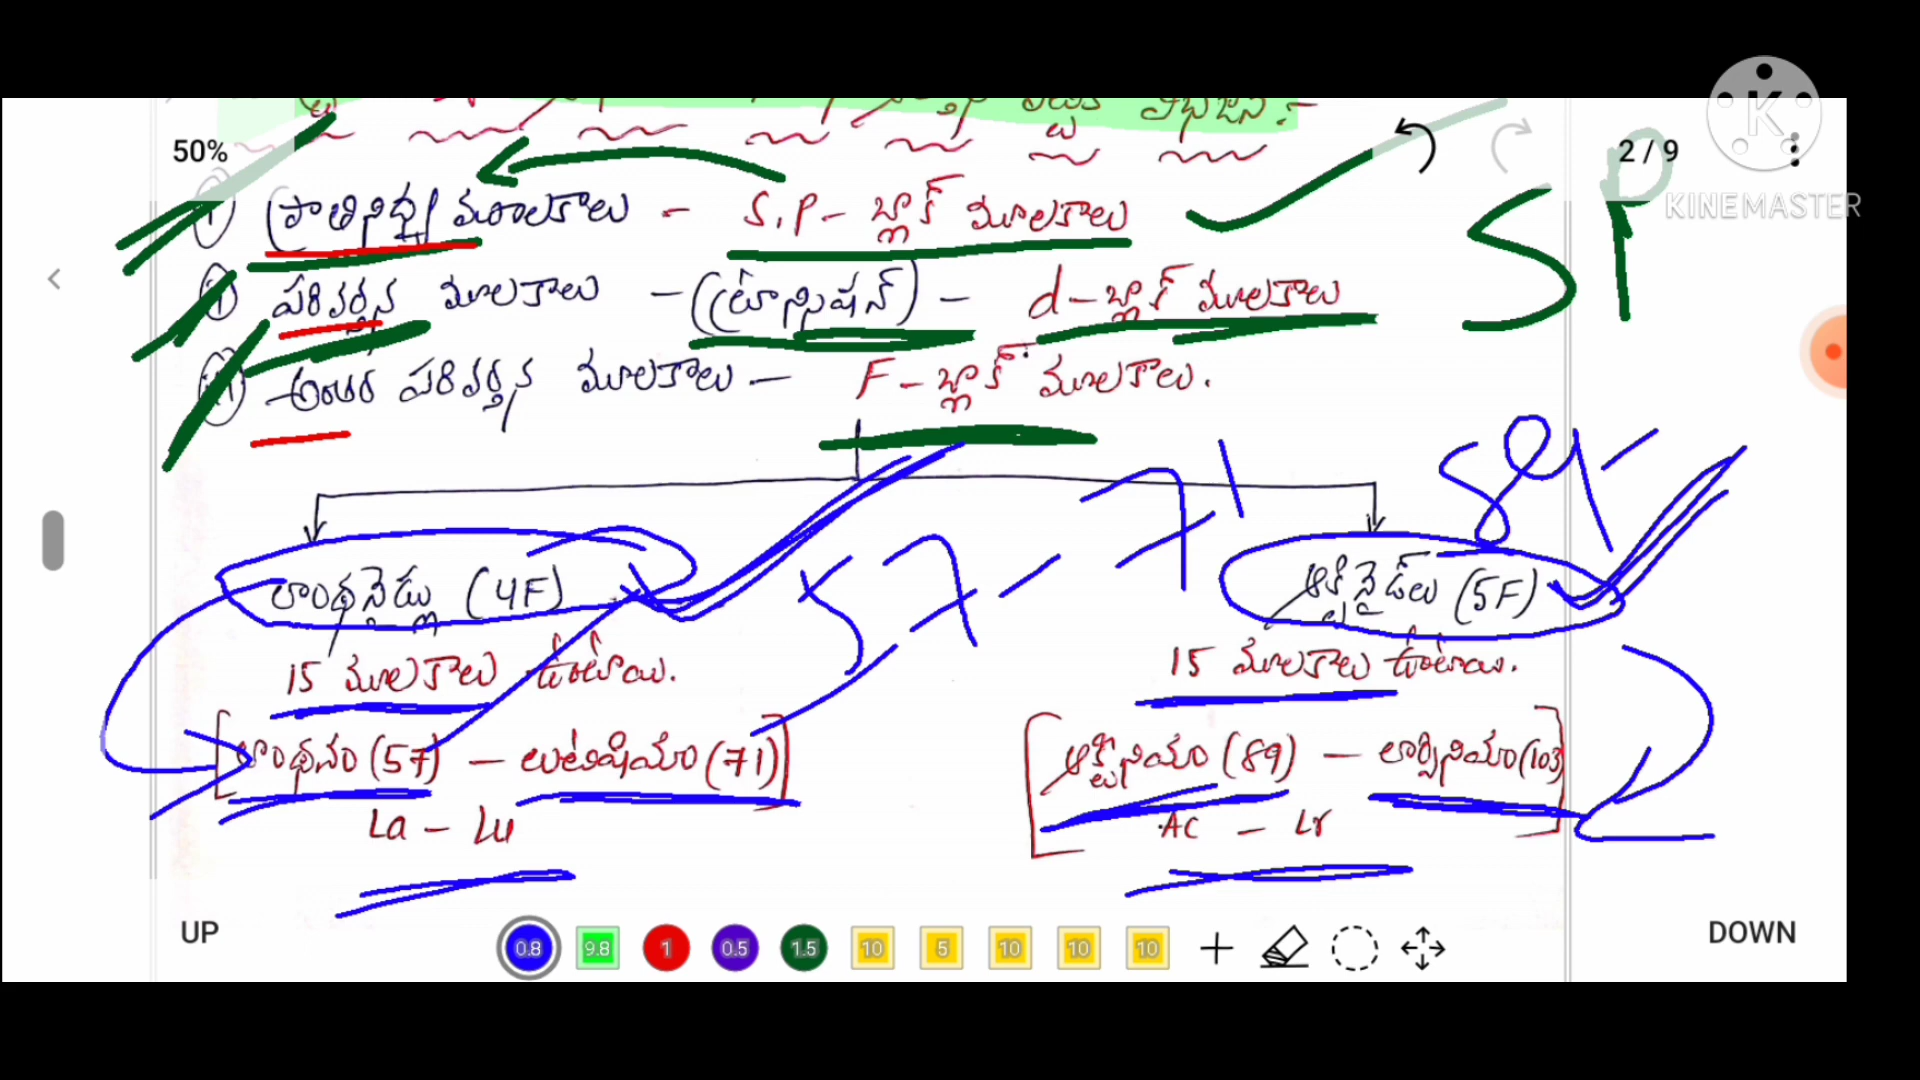 50%
2 / 9
KINEMASTER
S P
(i) ప్రాతినిధ్య మూలకాలు - S, P - బ్లాక్ మూలకాలు
(ii) పరివర్తన మూలకాలు - (ట్రాన్సిషన్) - d - బ్లాక్ మూలకాలు
(iii) అంతర పరివర్తన మూలకాలు - F - బ్లాక్ మూలకాలు.
57 - 71
89 -
లాంథనైడ్లు (4F)
ఆక్టినైడ్‌లు (5F)
15 మూలకాలు ఉంటాయి.
15 మూలకాలు ఉంటాయి.
[లాంథనం (57) - లుటీషియం (71)]
[ఆక్టినియం (89) - లారెన్సియం (103)]
La - Lu
AC - Lr
UP
DOWN
0.8 9.8 1 0.5 1.5 10 5 10 10 10